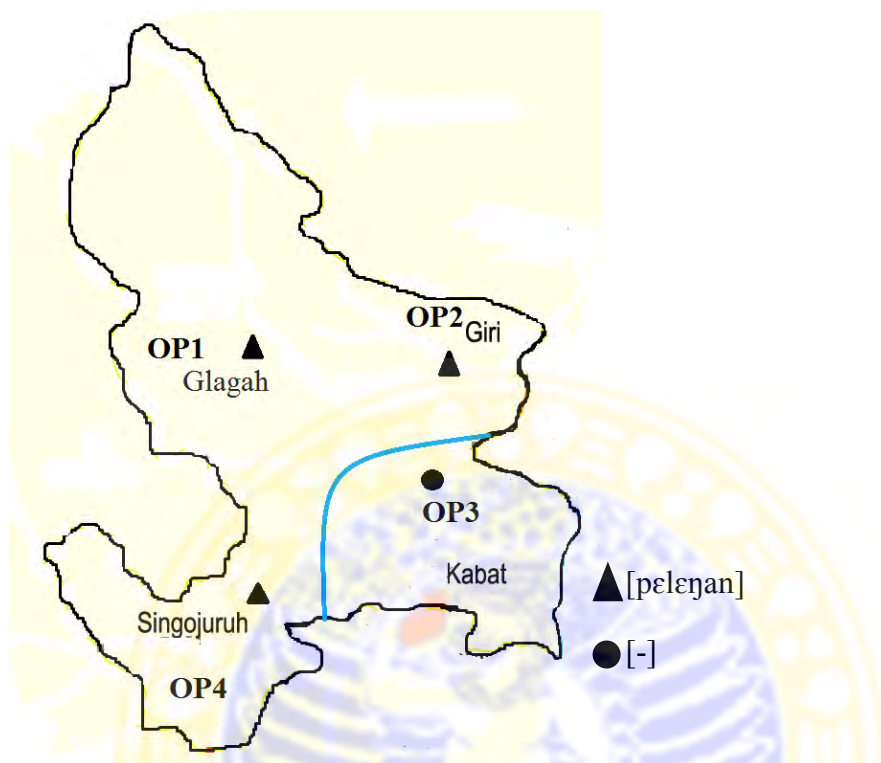 OP2
Giri
OP1
Glagah
OP3
Kabat
[pɛlɛŋan]
Singojuruh
[-]
OP4